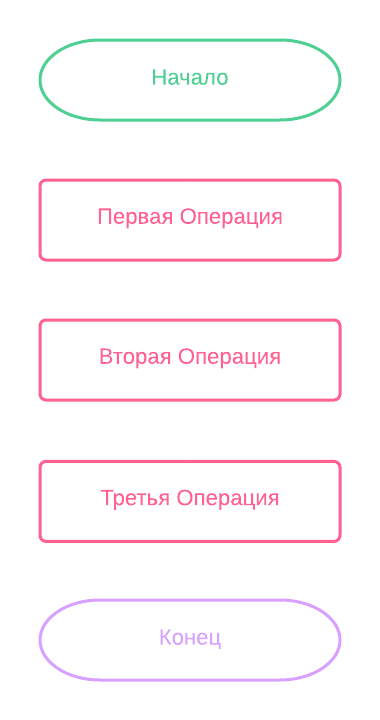 Начало
Первая Операция
Вторая Операция
Третья Операция
Конец